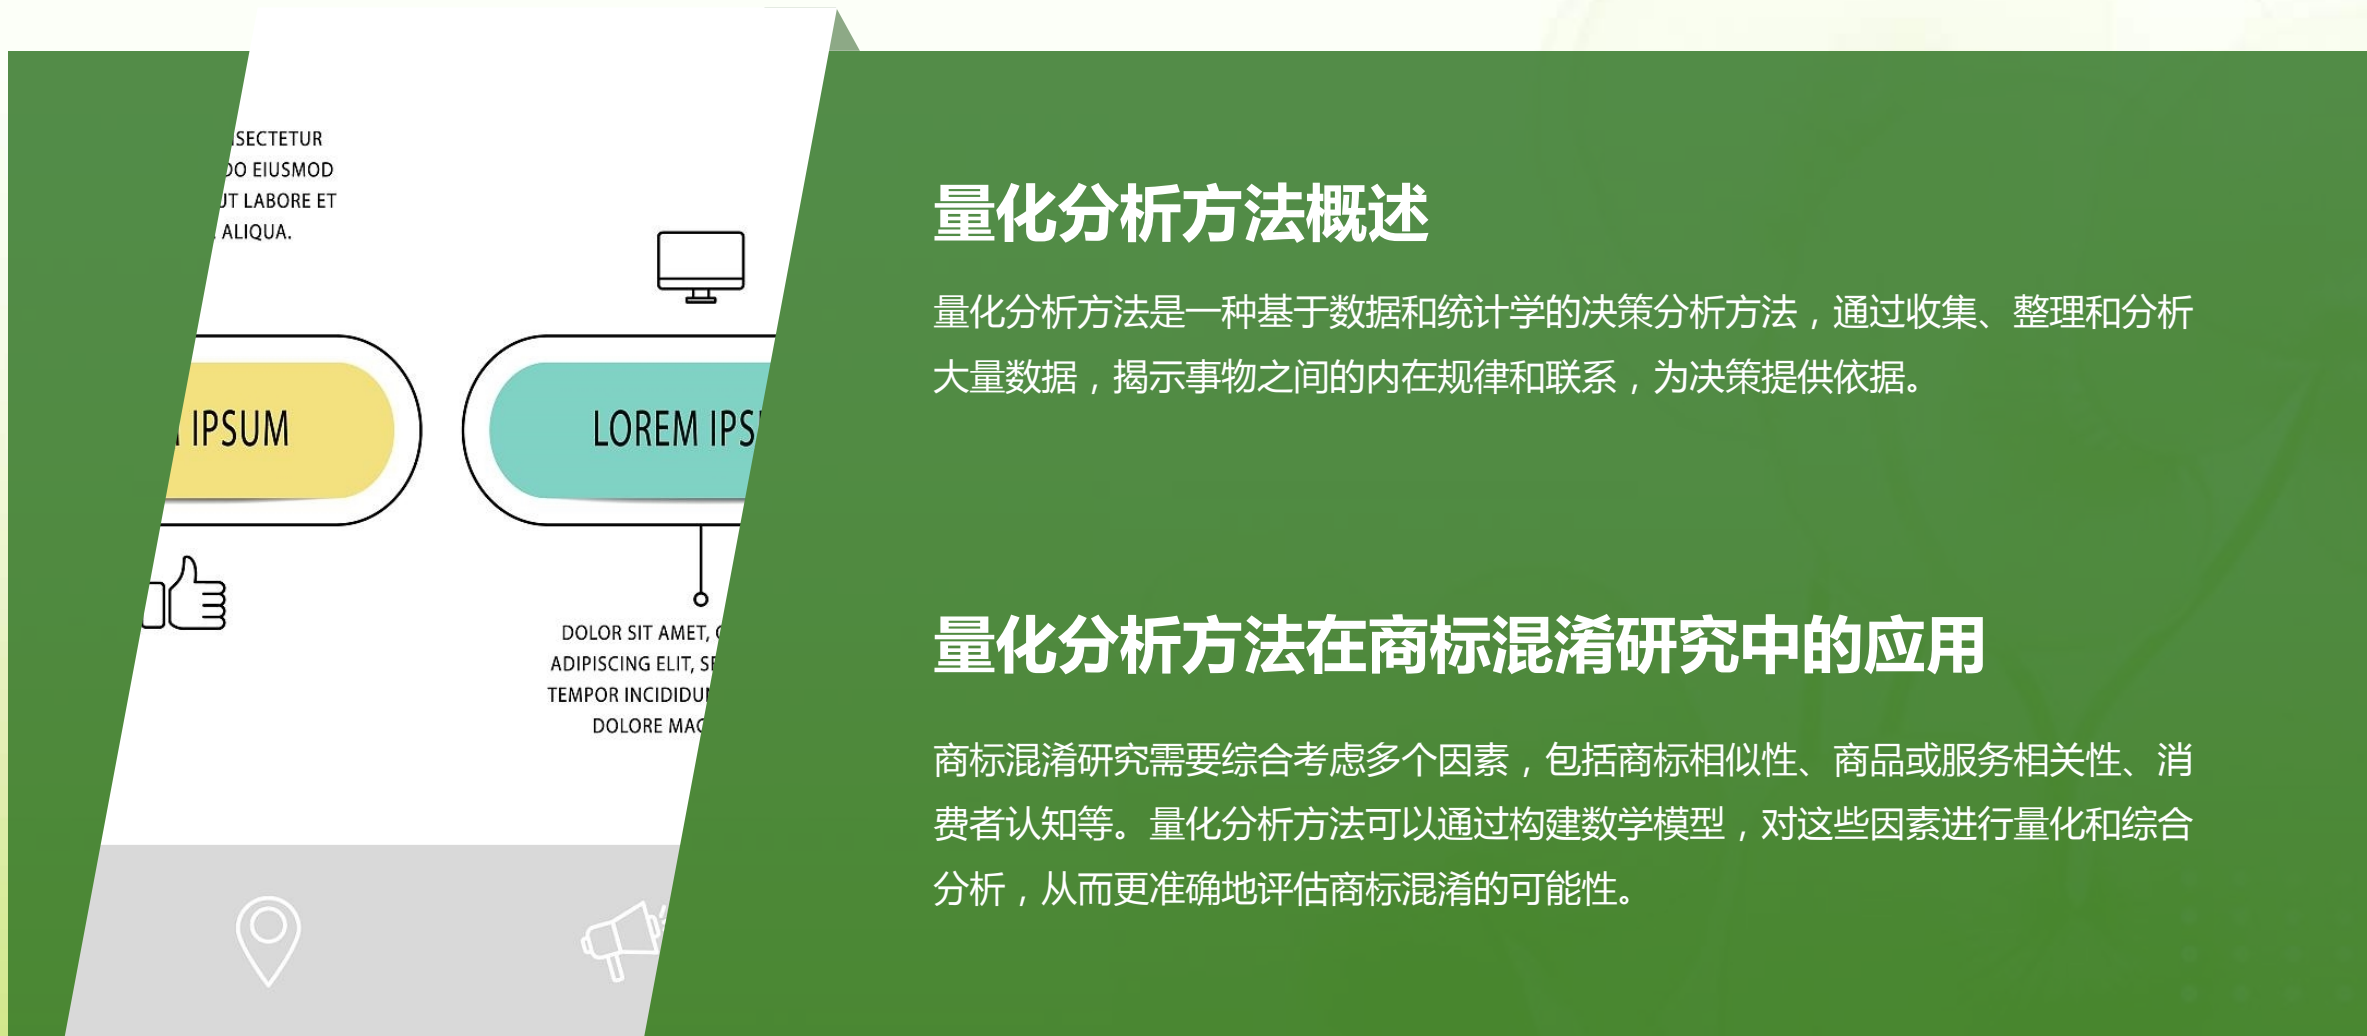 SECTETUR
DO EIUSMOD
UT LABORE ET
ALIQUA.
IPSUM
LOREM IPS
DOLOR SIT AMET,
ADIPISCING ELIT,
TEMPOR INCIDIDU
DOLORE MAG
量化分析方法概述
量化分析方法是一种基于数据和统计学的决策分析方法，通过收集、整理和分析
大量数据，揭示事物之间的内在规律和联系，为决策提供依据。
量化分析方法在商标混淆研究中的应用
商标混淆研究需要综合考虑多个因素，包括商标相似性、商品或服务相关性、消
费者认知等。量化分析方法可以通过构建数学模型，对这些因素进行量化和综合
分析，从而更准确地评估商标混淆的可能性。